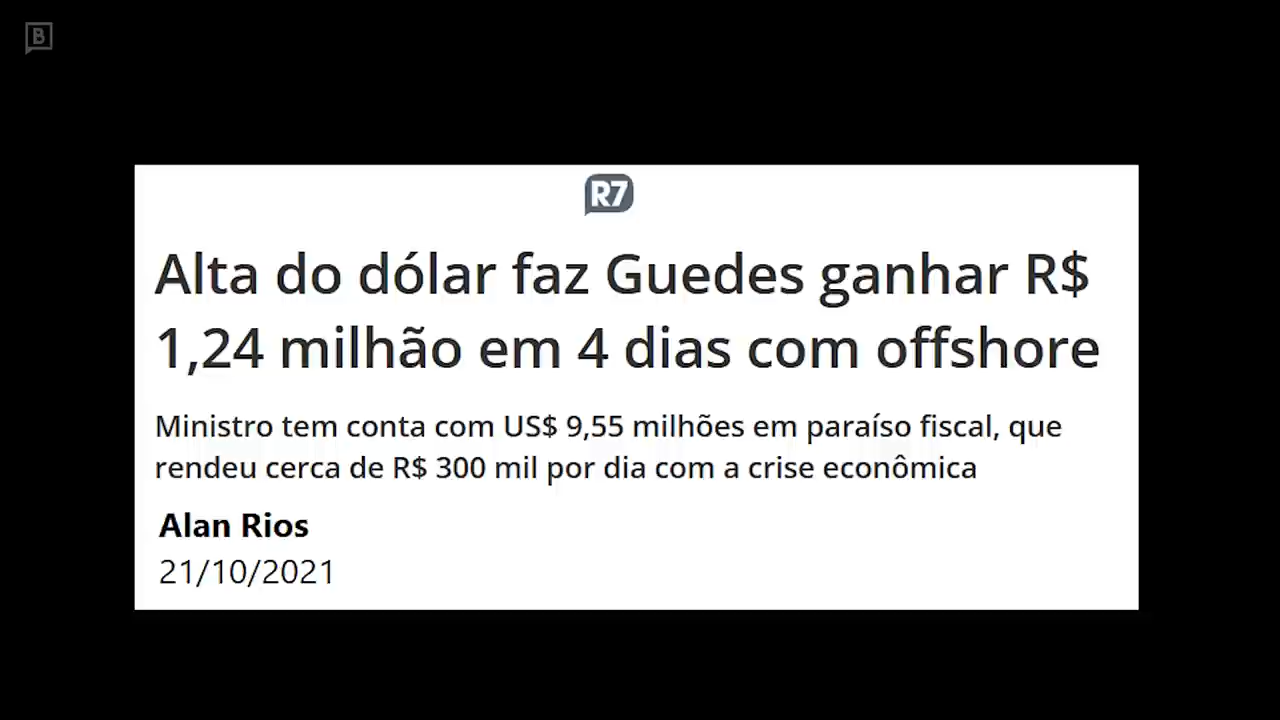 B
R7
Alta do dólar faz Guedes ganhar R$
1,24 milhão em 4 dias com offshore
Ministro tem conta com US$ 9,55 milhões em paraíso fiscal, que
rendeu cerca de R$ 300 mil por dia com a crise econômica
Alan Rios
21/10/2021